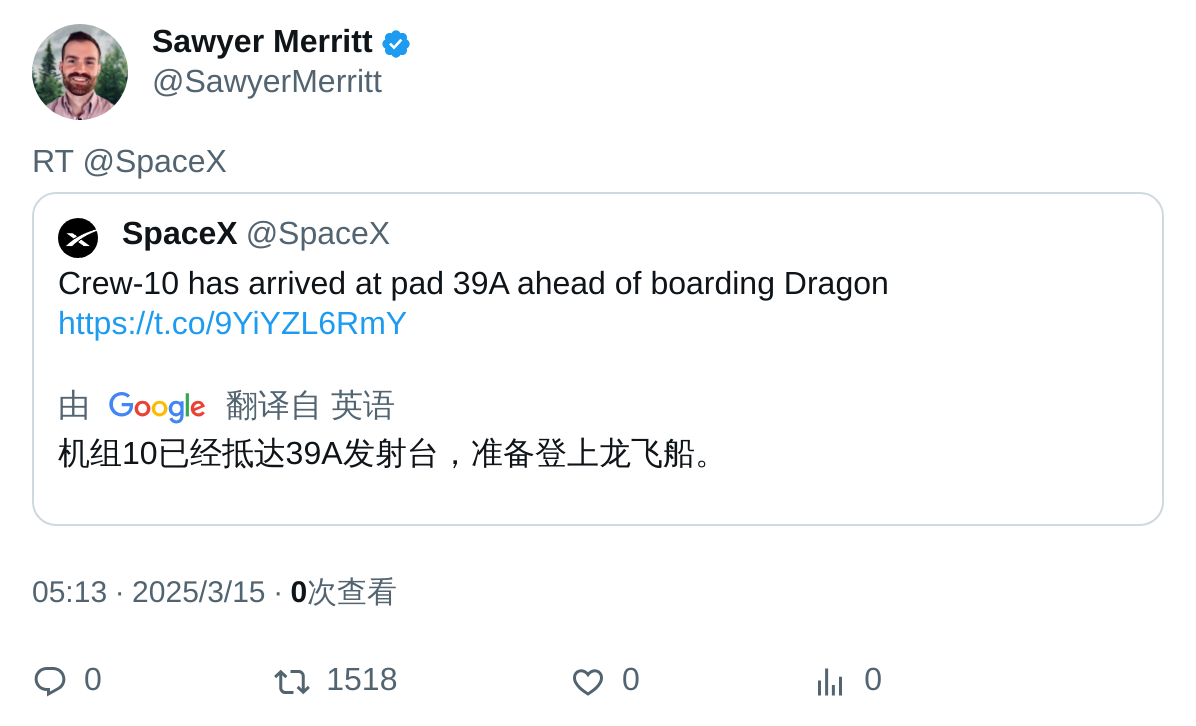 Sawyer Merritt
@SawyerMerritt
RT @SpaceX
SpaceX @SpaceX
Crew-10 has arrived at pad 39A ahead of boarding Dragon
https://t.co/9YiYZL6RmY
由 Google 翻译自 英语
机组10已经抵达39A发射台，准备登上龙飞船。
05:13 · 2025/3/15 · 0次查看
0 1518 0 0